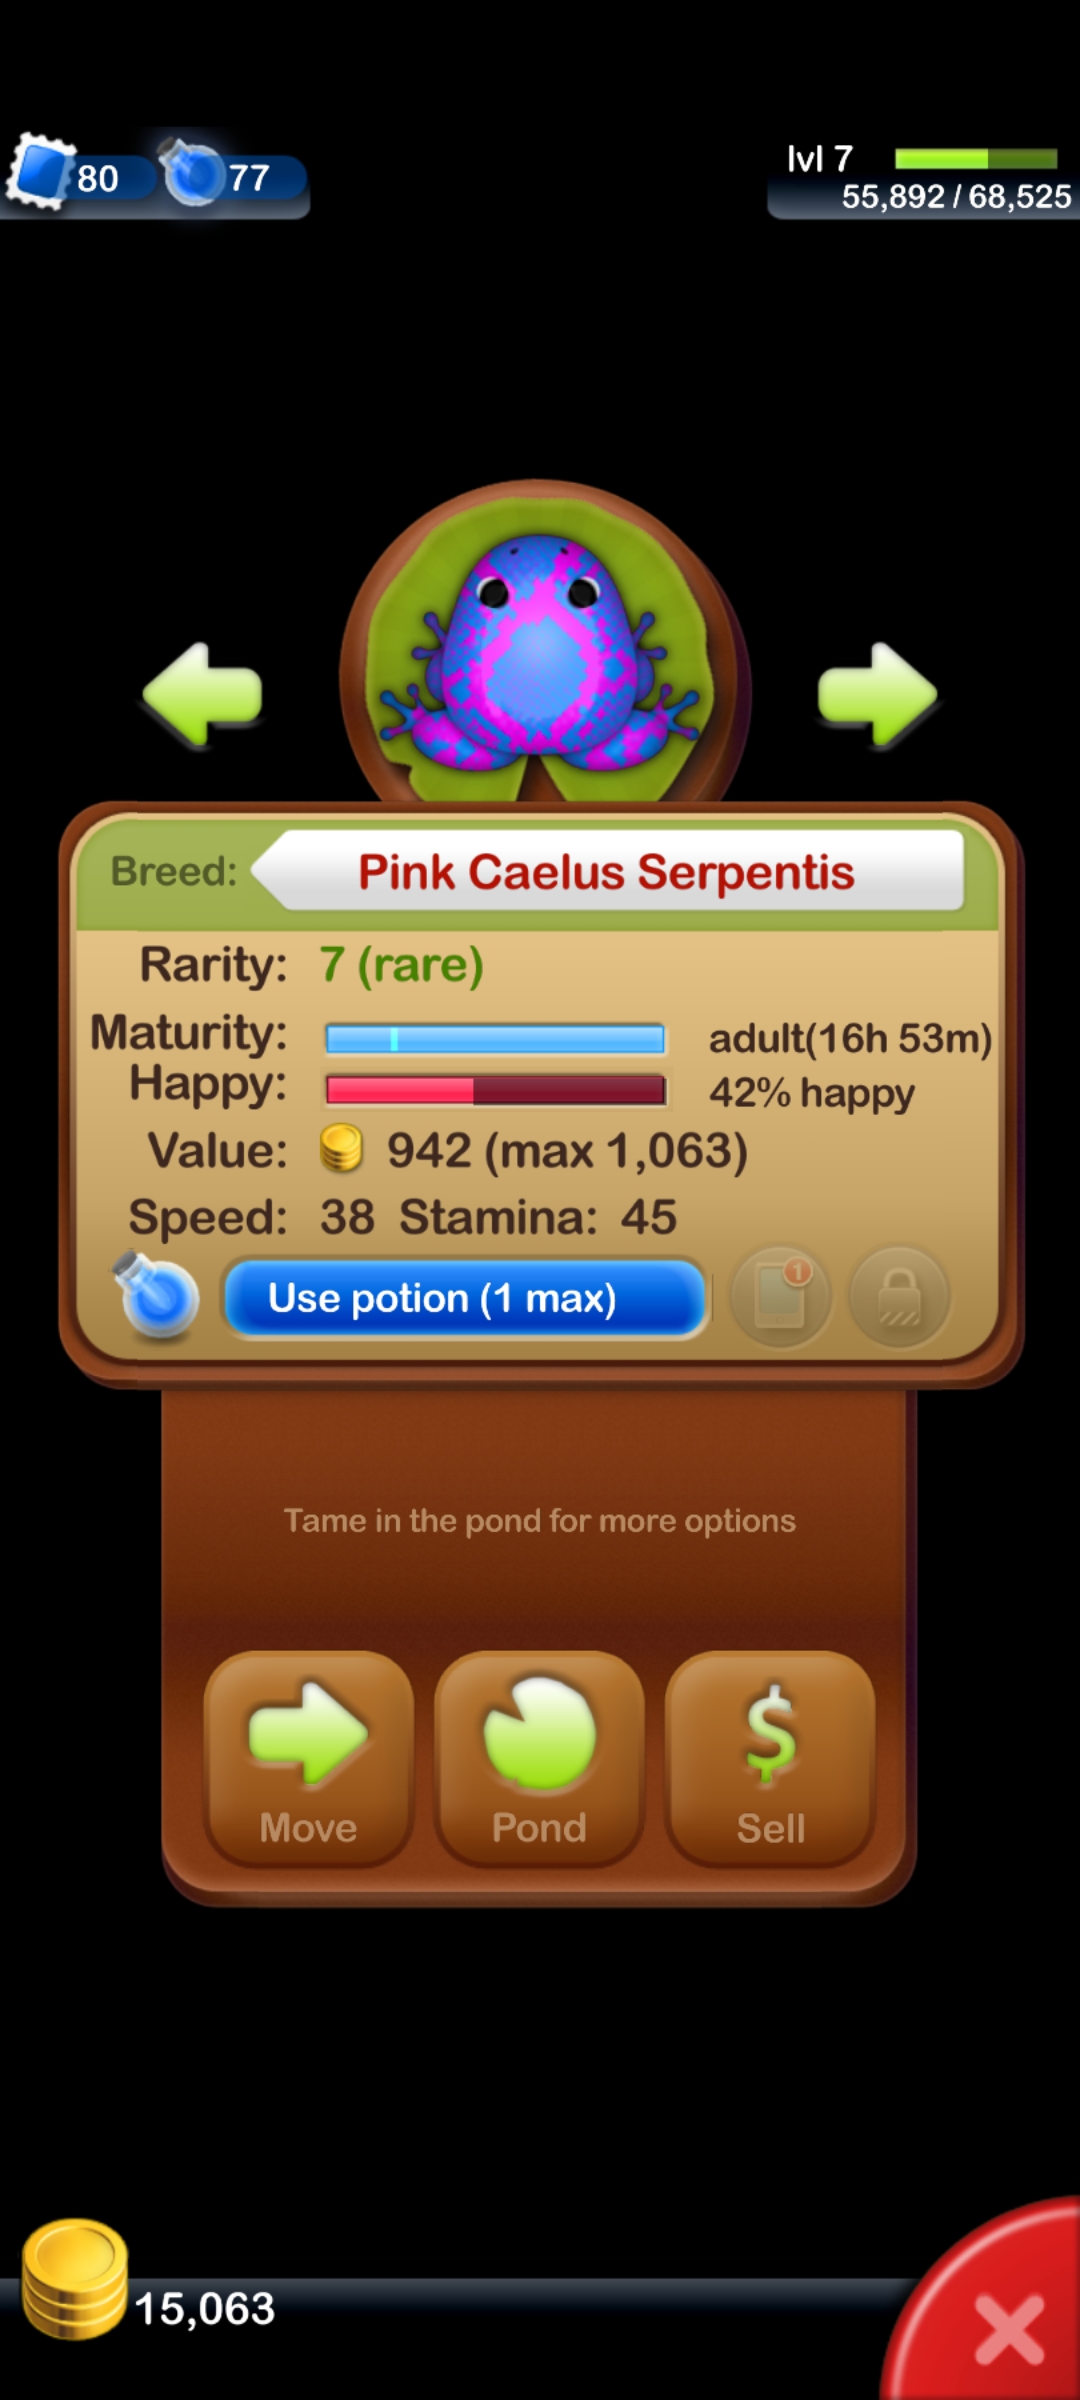 80 77
lvl 7
55,892 / 68,525
Breed: Pink Caelus Serpentis
Rarity: 7 (rare)
Maturity: adult(16h 53m)
Happy: 42% happy
Value: 942 (max 1,063)
Speed: 38 Stamina: 45
Use potion (1 max) 1
Tame in the pond for more options
Move Pond Sell
$
15,063